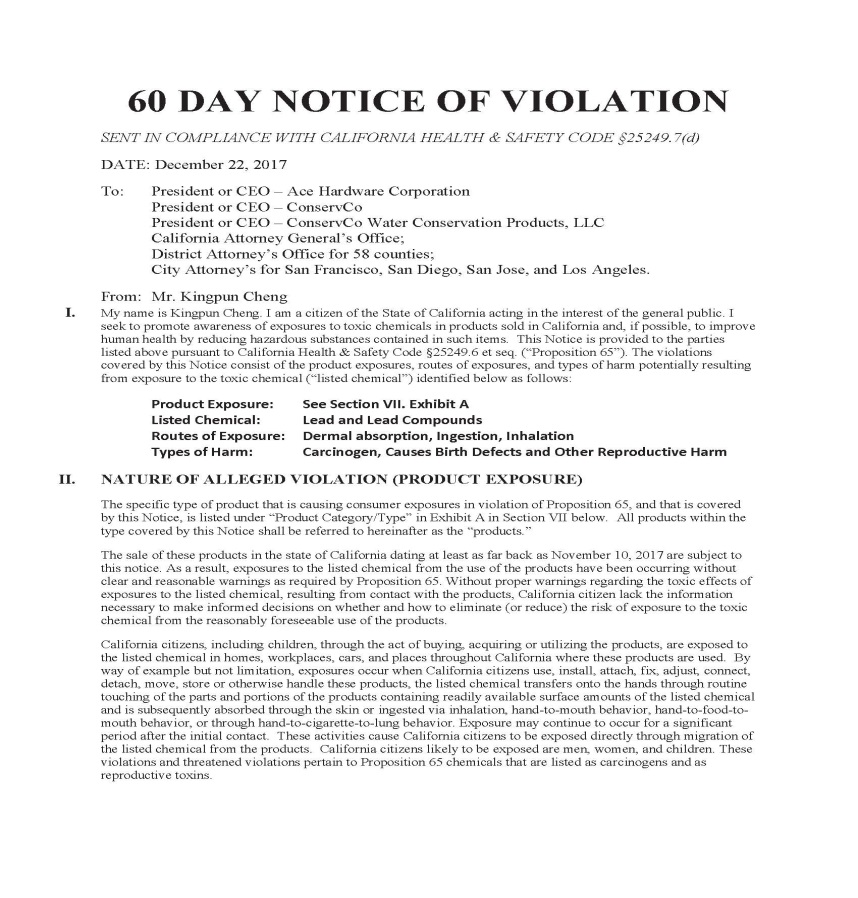 60 DAY NOTICE OF VIOLATION
SENT IN COMPLIANCE WITH CALIFORNIA HEALTH & SAFETY CODE §25249.7(d)
DATE: December 22, 2017
To: President or CEO – Ace Hardware Corporation
President or CEO – ConservCo
President or CEO – ConservCo Water Conservation Products, LLC
California Attorney General's Office;
District Attorney's Office for 58 counties;
City Attorney's for San Francisco, San Diego, San Jose, and Los Angeles.
From: Mr. Kingpun Cheng
I. My name is Kingpun Cheng. I am a citizen of the State of California acting in the interest of the general public. I
seek to promote awareness of exposures to toxic chemicals in products sold in California and, if possible, to improve
human health by reducing hazardous substances contained in such items. This Notice is provided to the parties
listed above pursuant to California Health & Safety Code §25249.6 et seq. (“Proposition 65”). The violations
covered by this Notice consist of the product exposures, routes of exposures, and types of harm potentially resulting
from exposure to the toxic chemical (“listed chemical”) identified below as follows:
Product Exposure: See Section VII. Exhibit A
Listed Chemical: Lead and Lead Compounds
Routes of Exposure: Dermal absorption, Ingestion, Inhalation
Types of Harm: Carcinogen, Causes Birth Defects and Other Reproductive Harm
II. NATURE OF ALLEGED VIOLATION (PRODUCT EXPOSURE)
The specific type of product that is causing consumer exposures in violation of Proposition 65, and that is covered
by this Notice, is listed under “Product Category/Type” in Exhibit A in Section VII below. All products within the
type covered by this Notice shall be referred to hereinafter as the “products.”
The sale of these products in the state of California dating at least as far back as November 10, 2017 are subject to
this notice. As a result, exposures to the listed chemical from the use of the products have been occurring without
clear and reasonable warnings as required by Proposition 65. Without proper warnings regarding the toxic effects of
exposures to the listed chemical, resulting from contact with the products, California citizen lack the information
necessary to make informed decisions on whether and how to eliminate (or reduce) the risk of exposure to the toxic
chemical from the reasonably foreseeable use of the products.
California citizens, including children, through the act of buying, acquiring or utilizing the products, are exposed to
the listed chemical in homes, workplaces, cars, and places throughout California where these products are used. By
way of example but not limitation, exposures occur when California citizens use, install, attach, fix, adjust, connect,
detach, move, store or otherwise handle these products, the listed chemical transfers onto the hands through routine
touching of the parts and portions of the products containing readily available surface amounts of the listed chemical
and is subsequently absorbed through the skin or ingested via inhalation, hand-to-mouth behavior, hand-to-food-to-
mouth behavior, or through hand-to-cigarette-to-lung behavior. Exposure may continue to occur for a significant
period after the initial contact. These activities cause California citizens to be exposed directly through migration of
the listed chemical from the products. California citizens likely to be exposed are men, women, and children. These
violations and threatened violations pertain to Proposition 65 chemicals that are listed as carcinogens and as
reproductive toxins.